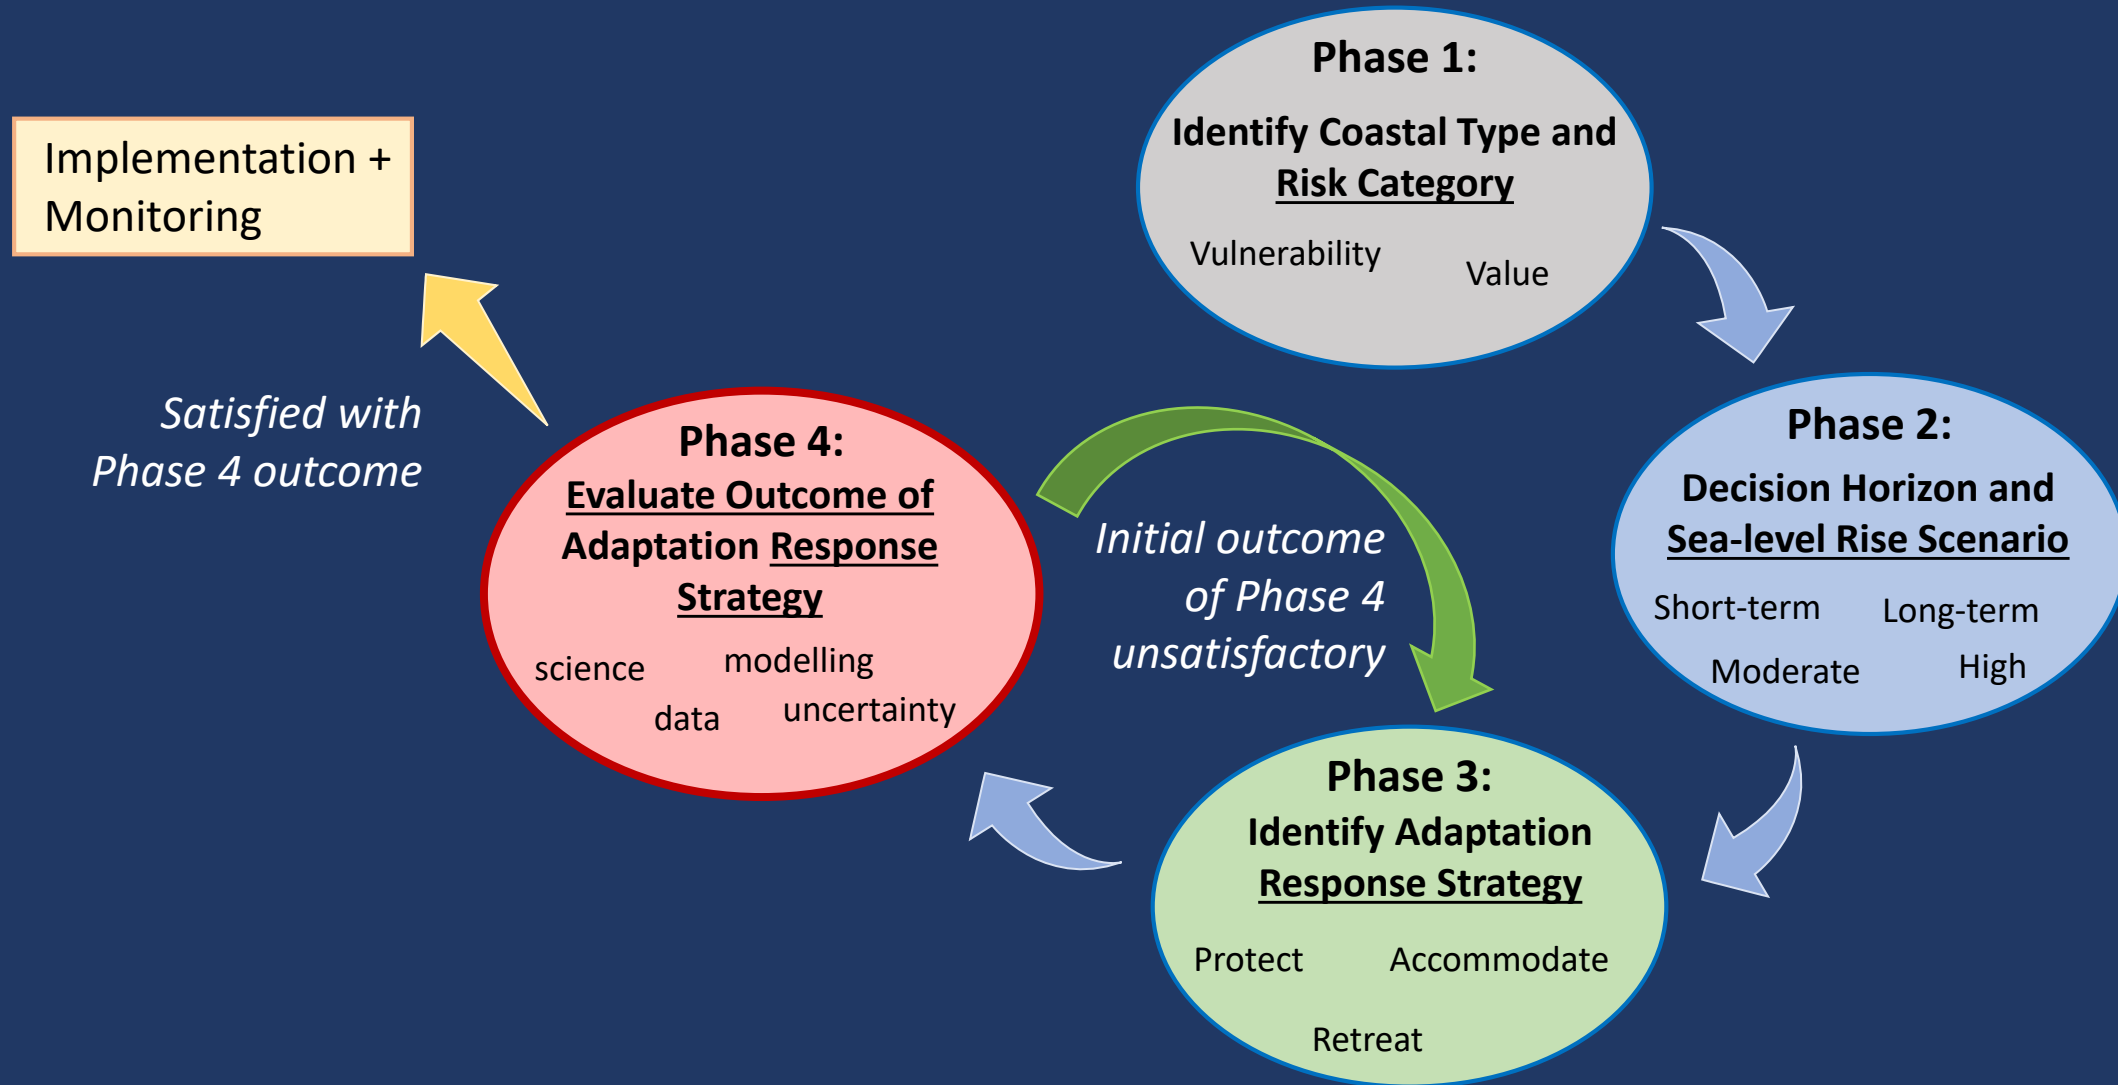 Phase 1:
Identify Coastal Type and
Risk Category
Vulnerability
Value
Implementation +
Monitoring
Satisfied with
Phase 4 outcome
Phase 4:
Evaluate Outcome of
Adaptation Response
Strategy
science
modelling
data
uncertainty
Initial outcome
of Phase 4
unsatisfactory
Phase 2:
Decision Horizon and
Sea-level Rise Scenario
Short-term
Long-term
Moderate
High
Phase 3:
Identify Adaptation
Response Strategy
Protect
Accommodate
Retreat